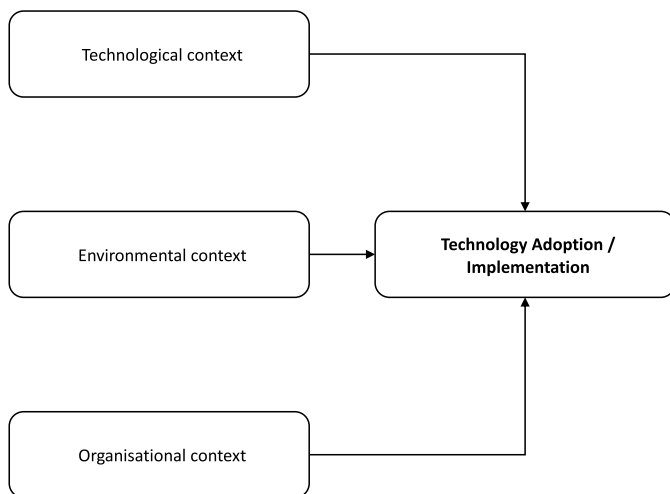 Technological context
Environmental context
Technology Adoption /
Implementation
Organisational context